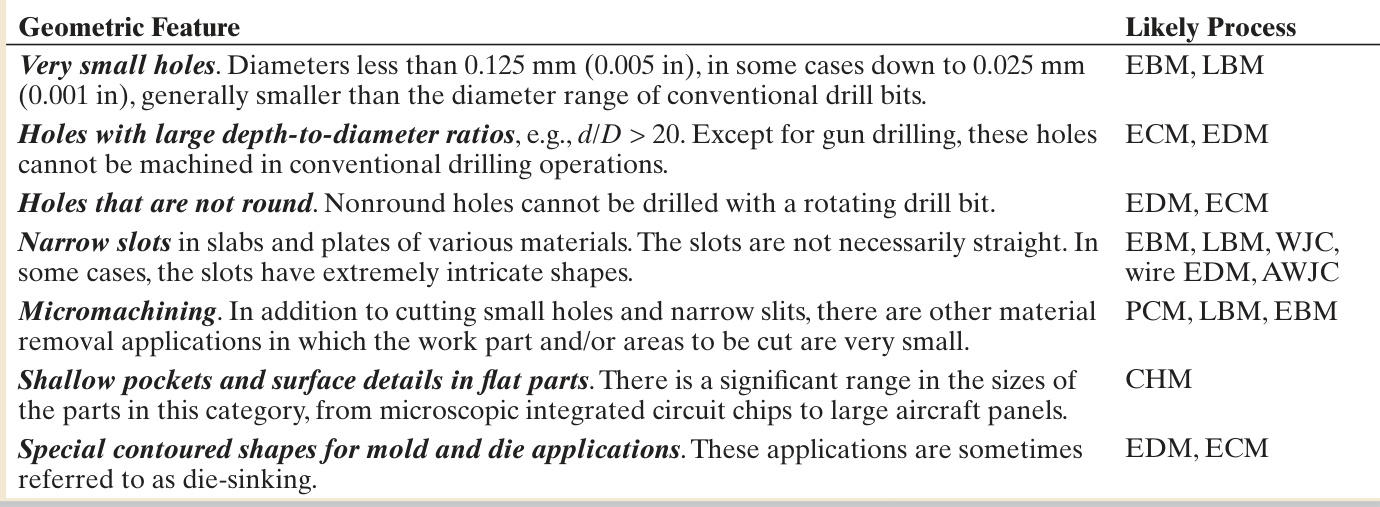 Geometric Feature Likely Process
Very small holes. Diameters less than 0.125 mm (0.005 in), in some cases down to 0.025 mm EBM, LBM
(0.001 in), generally smaller than the diameter range of conventional drill bits.
Holes with large depth-to-diameter ratios, e.g., d/D > 20. Except for gun drilling, these holes ECM, EDM
cannot be machined in conventional drilling operations.
Holes that are not round. Nonround holes cannot be drilled with a rotating drill bit. EDM, ECM
Narrow slots in slabs and plates of various materials. The slots are not necessarily straight. In EBM, LBM, WJC,
some cases, the slots have extremely intricate shapes. wire EDM, AWJC
Micromachining. In addition to cutting small holes and narrow slits, there are other material PCM, LBM, EBM
removal applications in which the work part and/or areas to be cut are very small.
Shallow pockets and surface details in flat parts. There is a significant range in the sizes of CHM
the parts in this category, from microscopic integrated circuit chips to large aircraft panels.
Special contoured shapes for mold and die applications. These applications are sometimes EDM, ECM
referred to as die-sinking.